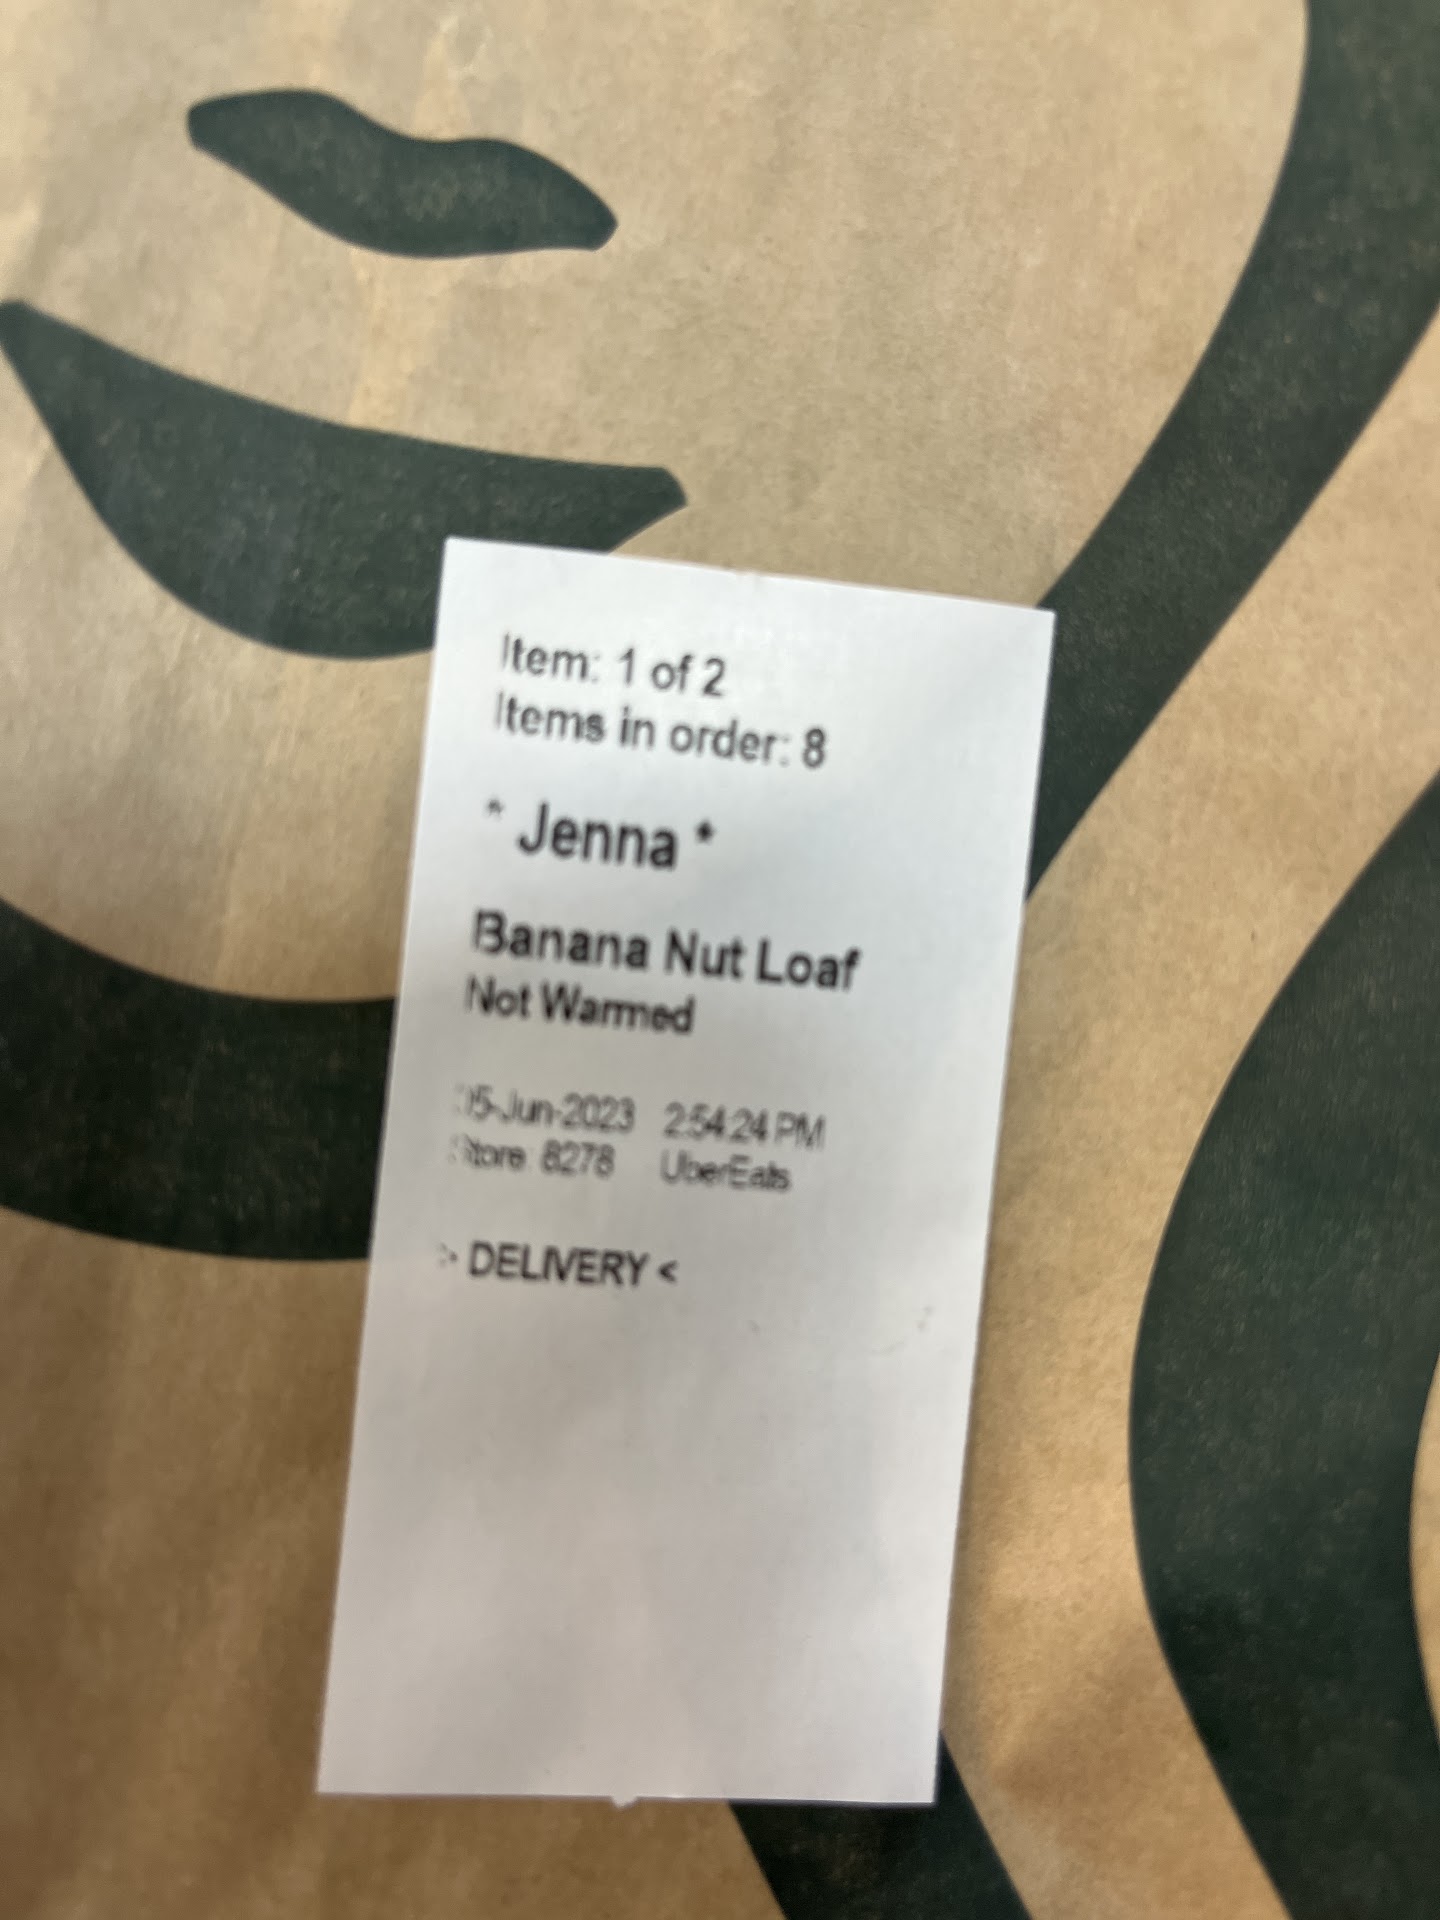 Item: 1 of 2
Items in order: 8
* Jenna *
Banana Nut Loaf
Not Warmed
05-Jun-2023 2:54:24 PM
Store 8278 UberEats
> DELIVERY <